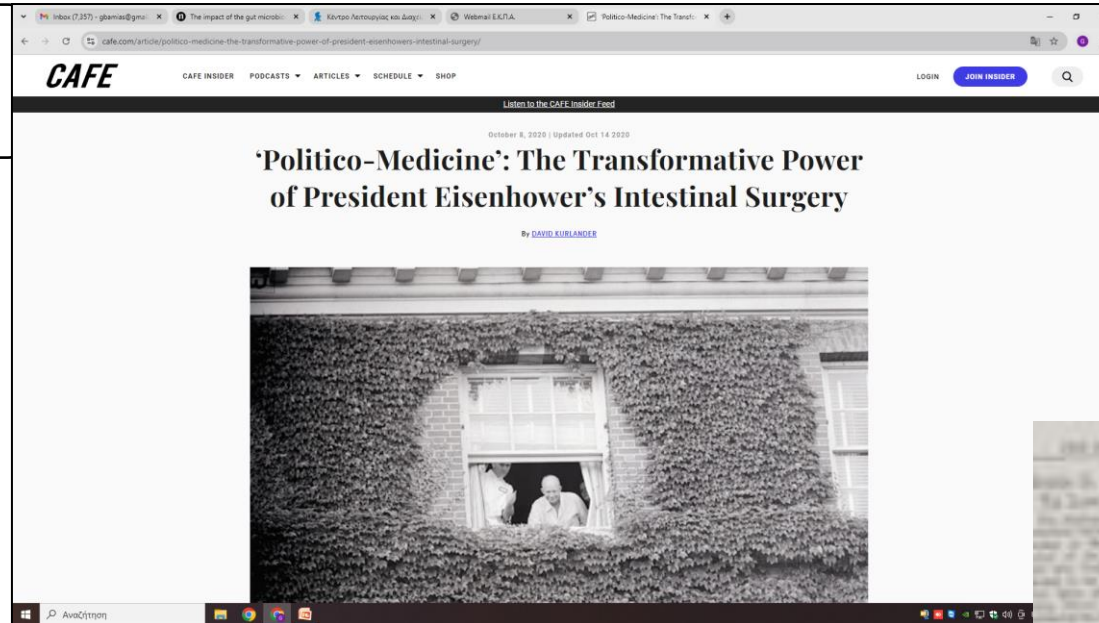 Inbox (7,357) - gbamias@gmai
The impact of the gut microbio
Κέντρο Λειτουργίας και Διαχει
Webmail Ε.Κ.Π.Α.
'Politico-Medicine': The Transfo
cafe.com/article/politico-medicine-the-transformative-power-of-president-eisenhowers-intestinal-surgery/
CAFE
CAFE INSIDER PODCASTS ARTICLES SCHEDULE SHOP
LOGIN JOIN INSIDER
Listen to the CAFE Insider Feed
October 8, 2020 | Updated Oct 14 2020
‘Politico-Medicine’: The Transformative Power
of President Eisenhower’s Intestinal Surgery
By DAVID KURLANDER
Αναζήτηση